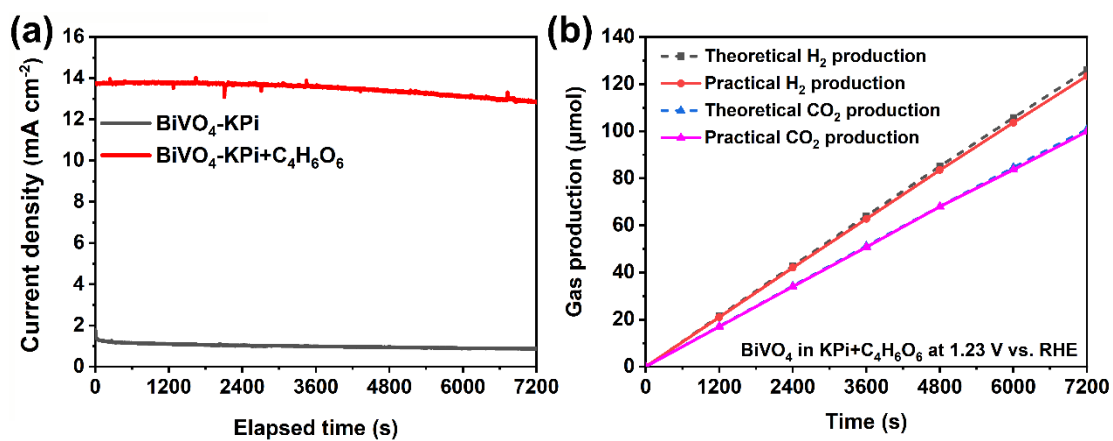 (a)
Current density (mA cm⁻²)
16
14
12
10
8
6
4
2
0
BiVO₄-KPi
BiVO₄-KPi+C₄H₆O₆
0 1200 2400 3600 4800 6000 7200
Elapsed time (s)
(b)
Gas production (μmol)
140
120
100
80
60
40
20
0
Theoretical H₂ production
Practical H₂ production
Theoretical CO₂ production
Practical CO₂ production
BiVO₄ in KPi+C₄H₆O₆ at 1.23 V vs. RHE
0 1200 2400 3600 4800 6000 7200
Time (s)